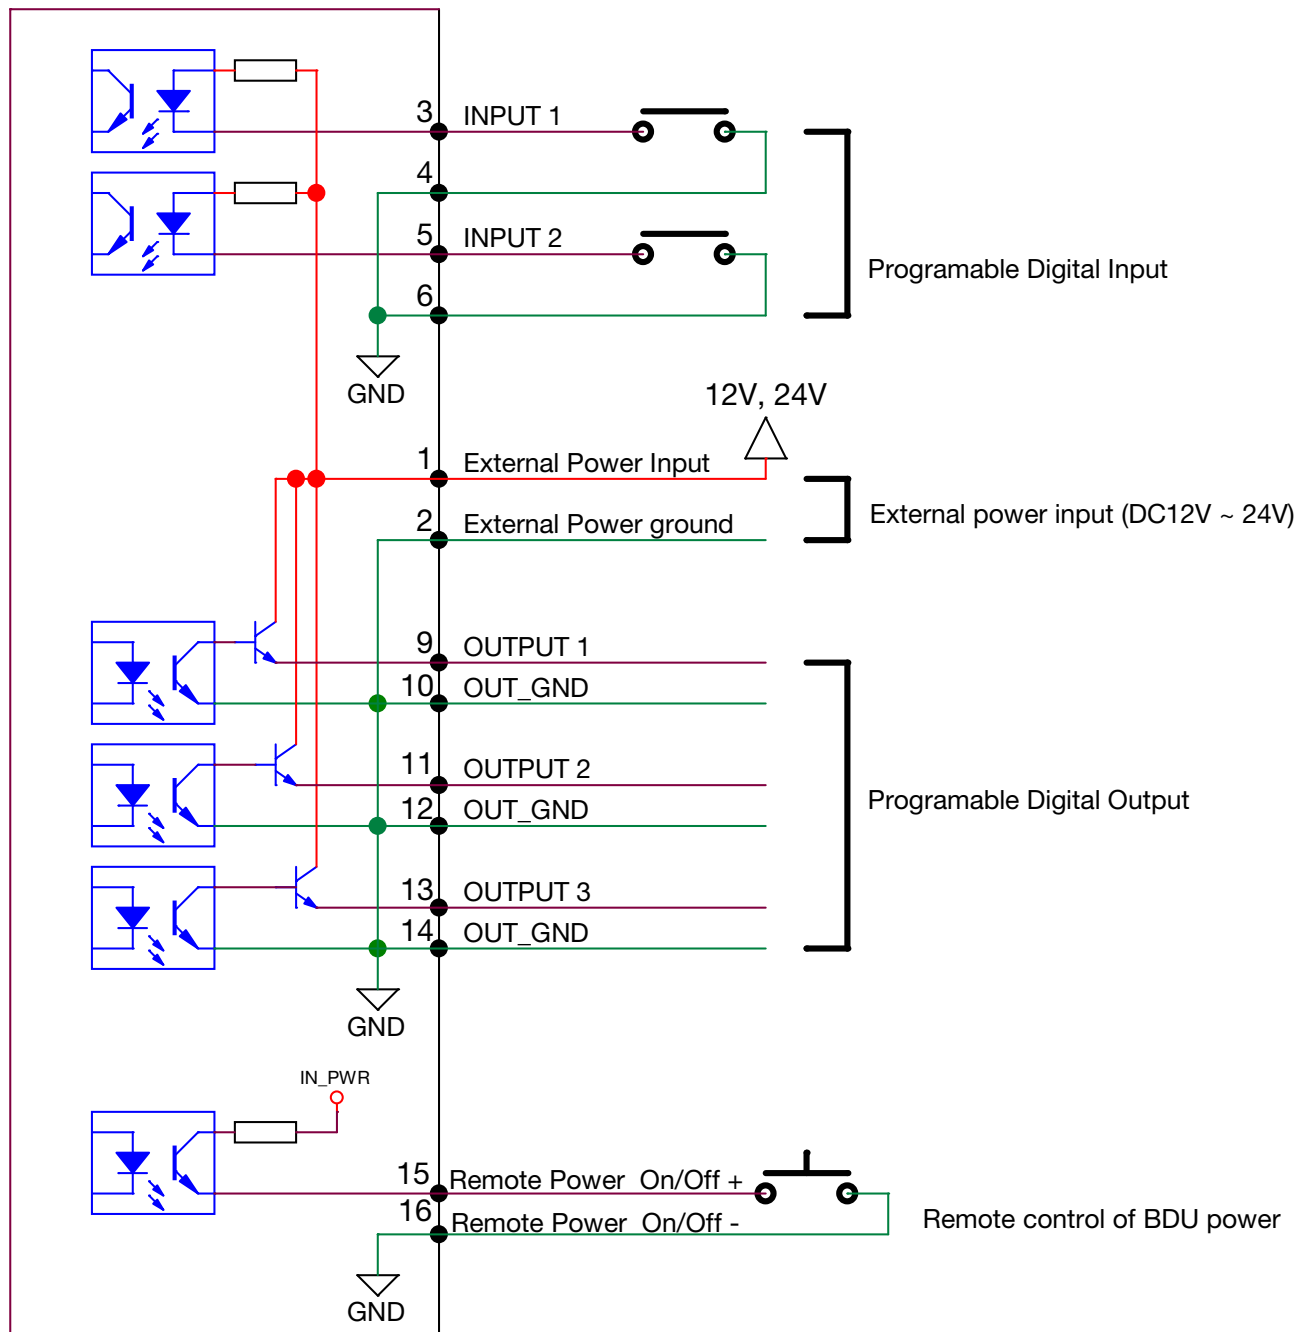 3 INPUT 1
4
5 INPUT 2
6
Programable Digital Input
GND
12V, 24V
1 External Power Input
2 External Power ground
External power input (DC12V ~ 24V)
9 OUTPUT 1
10 OUT_GND
11 OUTPUT 2
12 OUT_GND
Programable Digital Output
13 OUTPUT 3
14 OUT_GND
GND
IN_PWR
15 Remote Power On/Off +
16 Remote Power On/Off -
Remote control of BDU power
GND